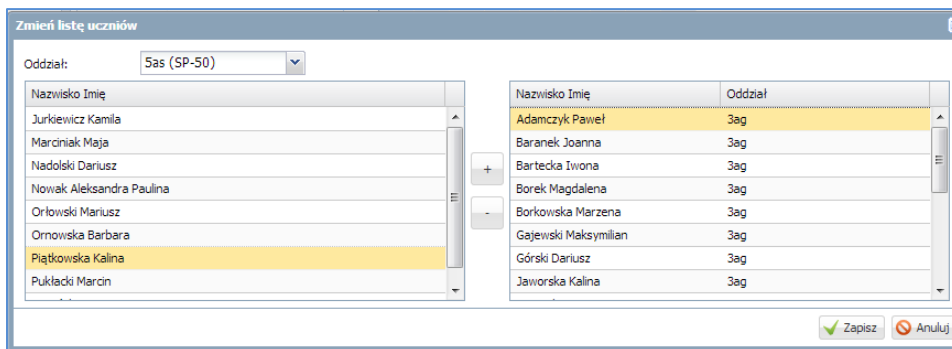 Zmień listę uczniów
Oddział: 5as (SP-50)
Nazwisko Imię
Jurkiewicz Kamila
Marciniak Maja
Nadolski Dariusz
Nowak Aleksandra Paulina
Orłowski Mariusz
Ornowska Barbara
Piątkowska Kalina
Pukłacki Marcin
+
-
Nazwisko Imię Oddział
Adamczyk Paweł 3ag
Baranek Joanna 3ag
Bartecka Iwona 3ag
Borek Magdalena 3ag
Borkowska Marzena 3ag
Gajewski Maksymilian 3ag
Górski Dariusz 3ag
Jaworska Kalina 3ag
Zapisz Anuluj